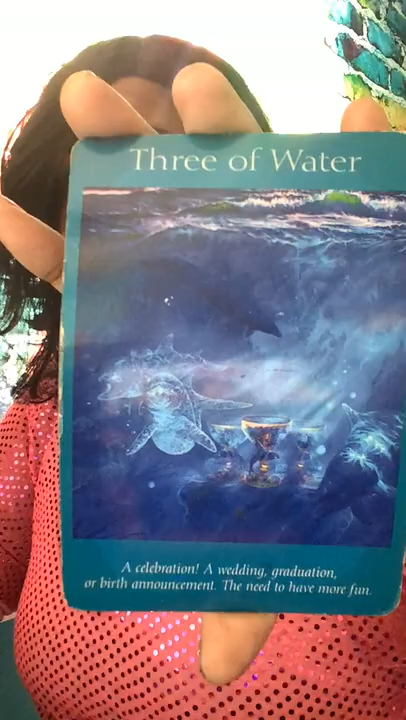 Three of Water
A celebration! A wedding, graduation,
or birth announcement. The need to have more fun.